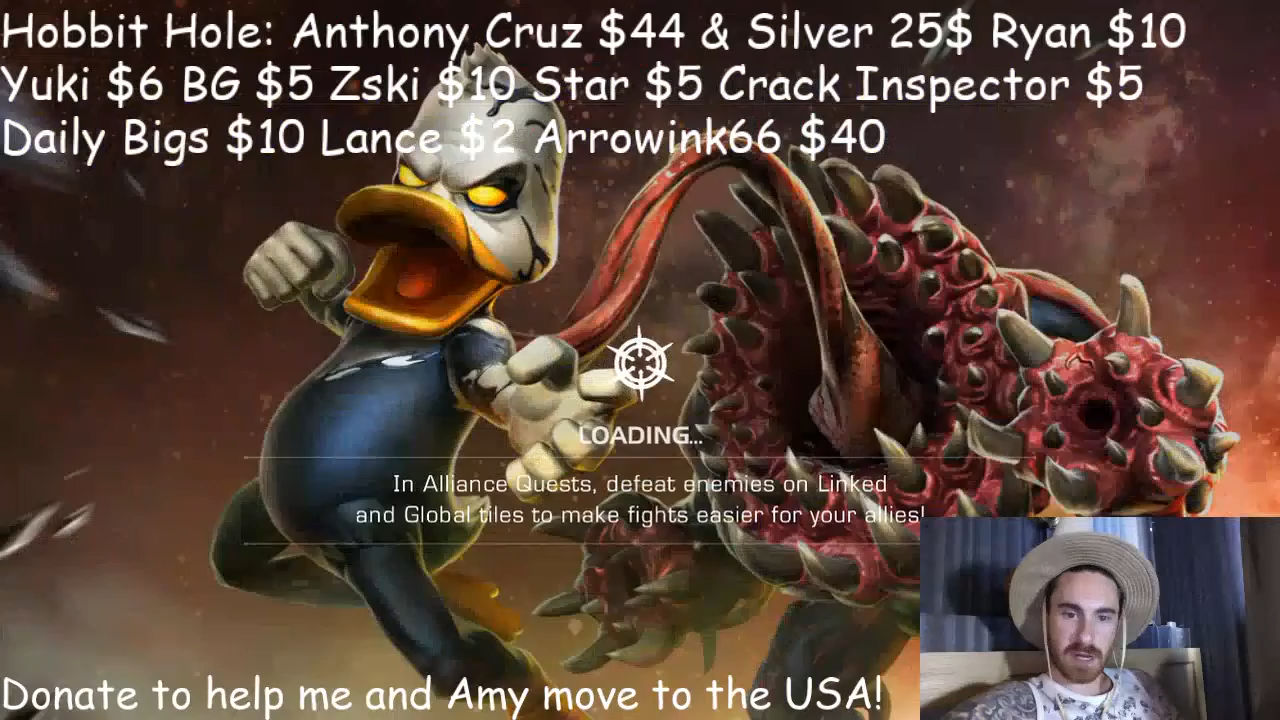 Hobbit Hole: Anthony Cruz $44 & Silver 25$ Ryan $10
Yuki $6 BG $5 Zski $10 Star $5 Crack Inspector $5
Daily Bigs $10 Lance $2 Arrowink66 $40
LOADING...
In Alliance Quests, defeat enemies on Linked
and Global tiles to make fights easier for your allies!
Donate to help me and Amy move to the USA!